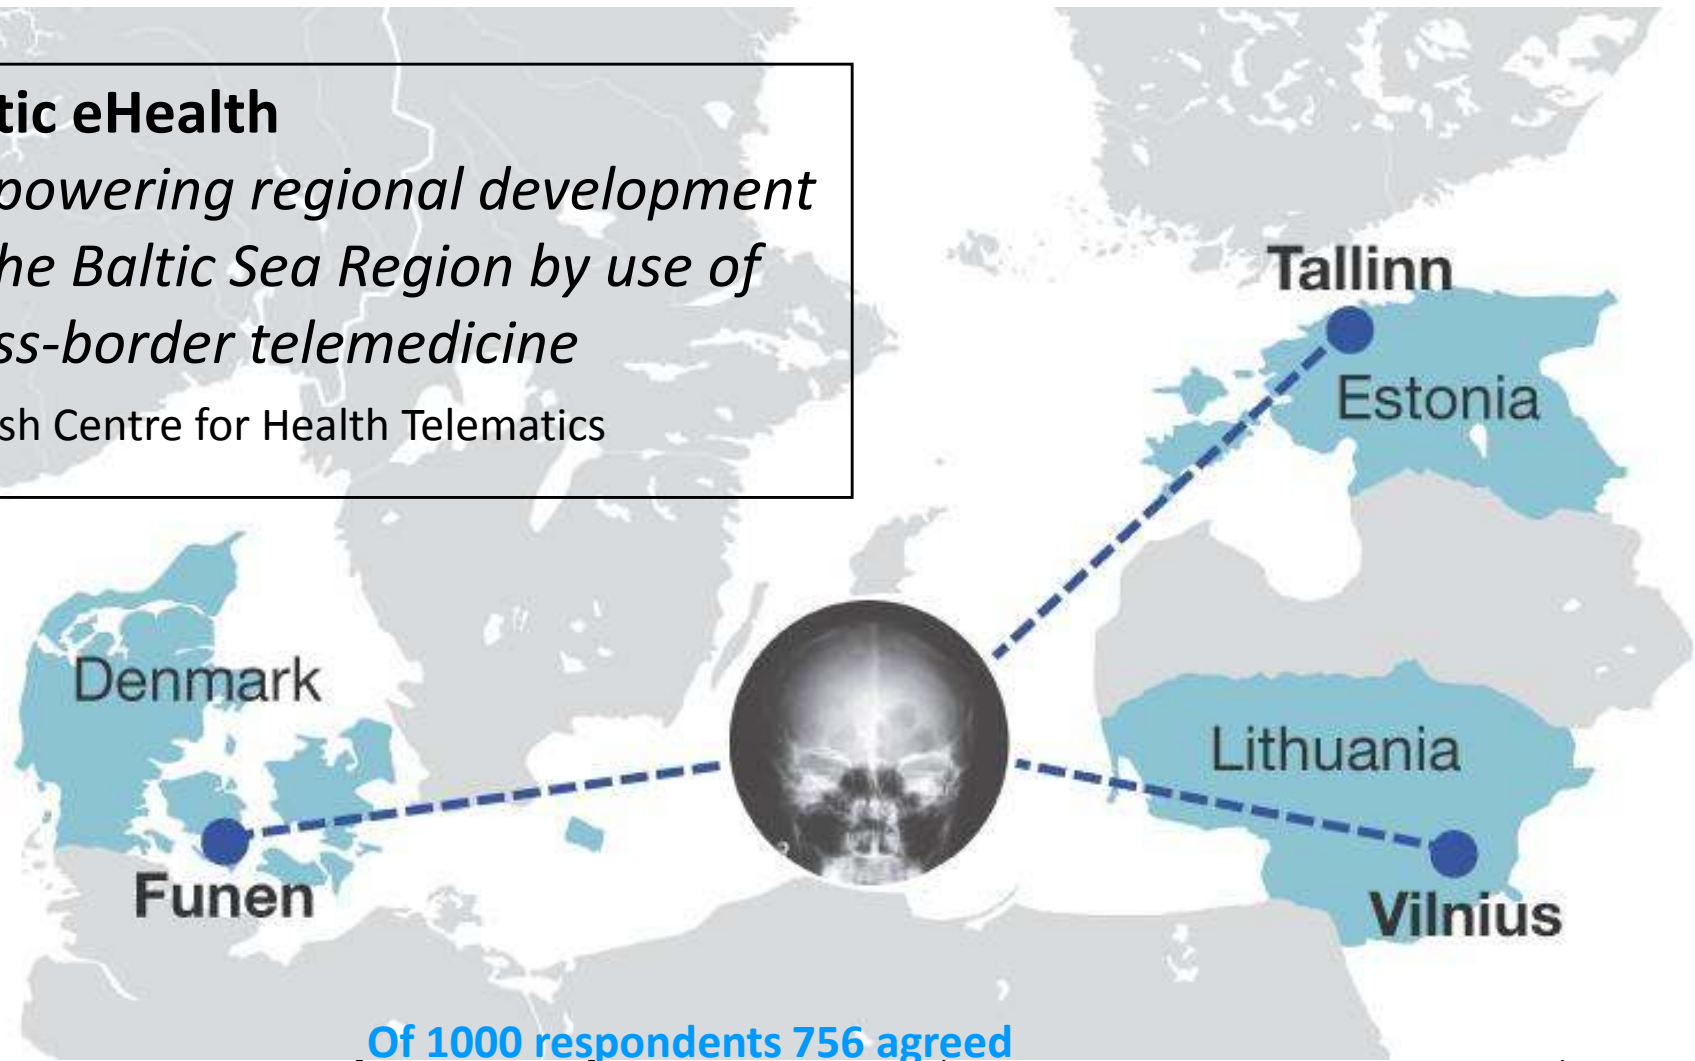 tic eHealth
powering regional development
he Baltic Sea Region by use of
ss-border telemedicine
sh Centre for Health Telematics
Tallinn
Estonia
Denmark
Lithuania
Funen
Vilnius
Of 1000 respondents 756 agreed